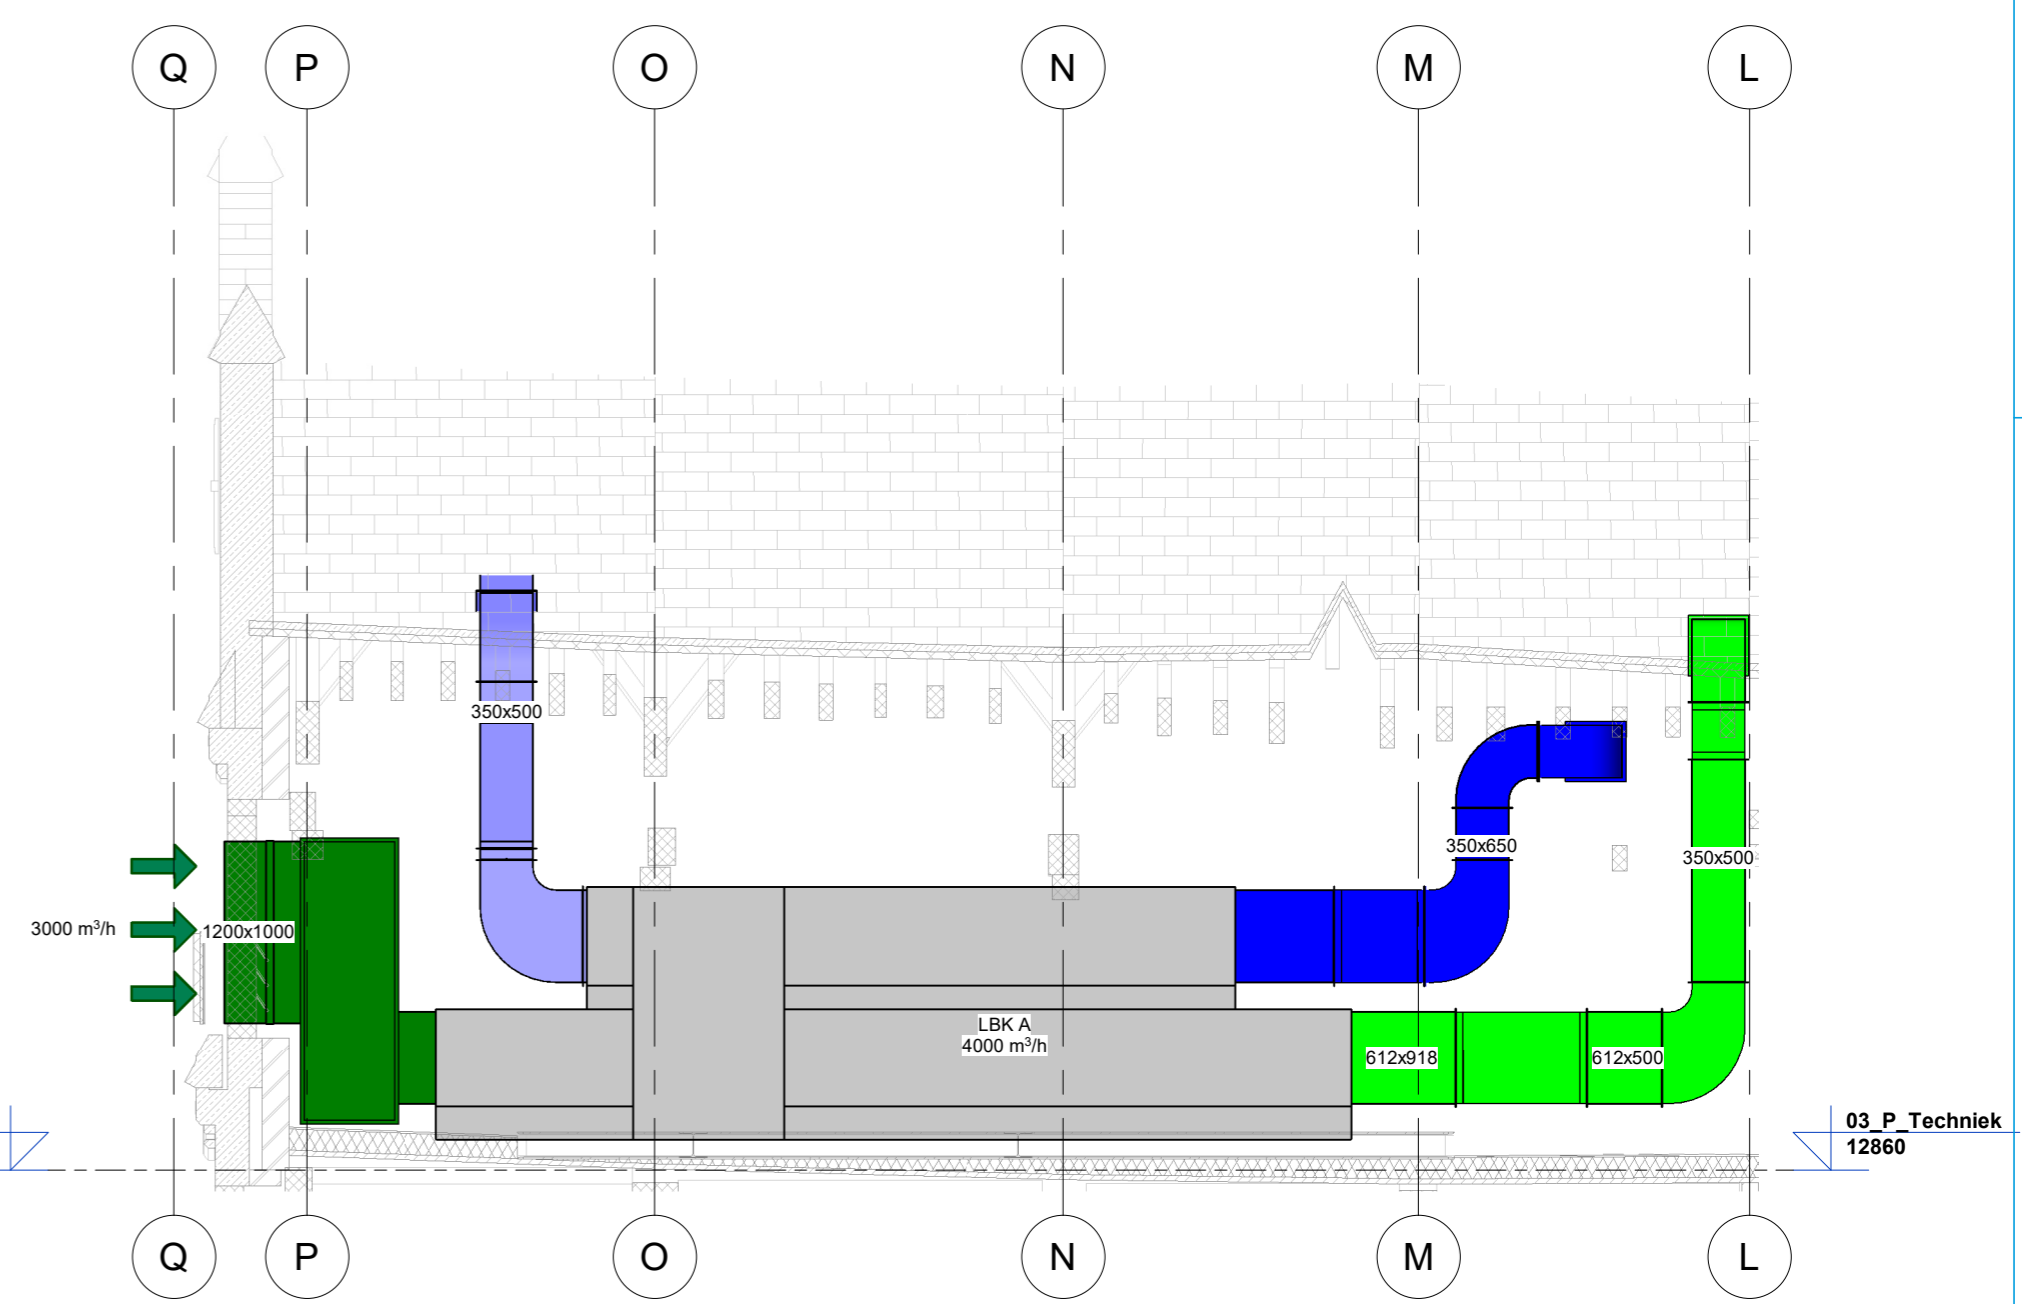 Q P O N M L
350x500
350x650
350x500
3000 m³/h
1200x1000
LBK A
4000 m³/h
612x918
612x500
03_P_Techniek
12860
Q P O N M L